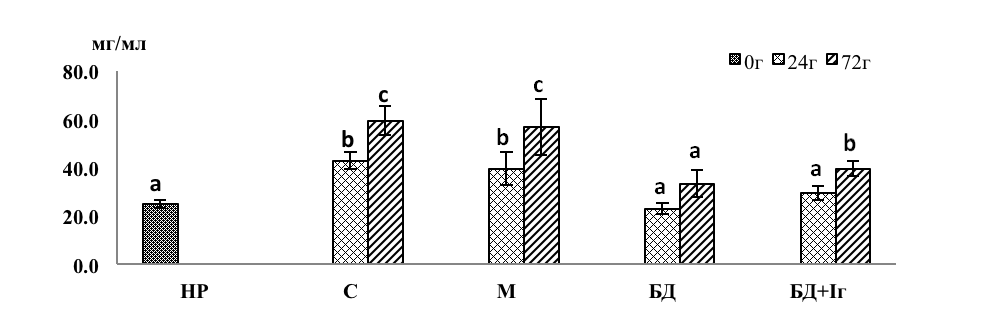 мг/мл
0г 24г 72г
80.0
60.0
40.0
20.0
0.0
a
b
c
b
c
a
a
a
b
НР С М БД БД+Іг